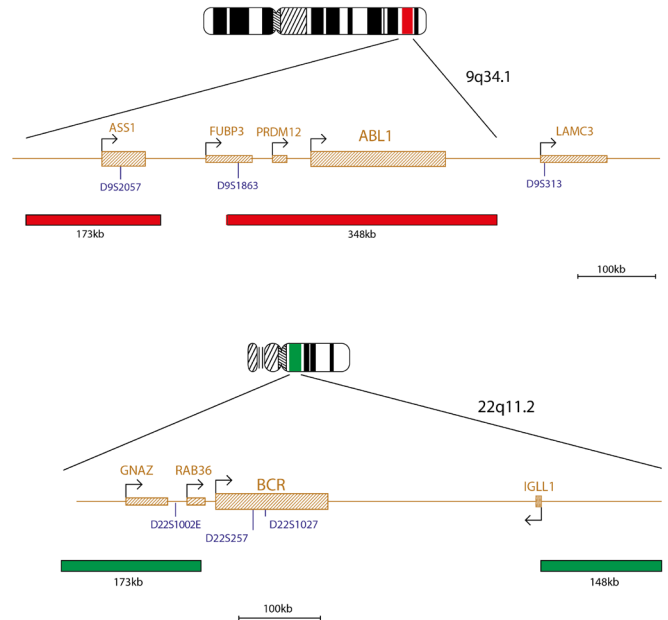 9q34.1
ASS1
FUBP3
PRDM12
ABL1
LAMC3
D9S2057
D9S1863
D9S313
173kb
348kb
100kb
22q11.2
GNAZ
RAB36
BCR
IGLL1
D22S1002E
D22S257
D22S1027
173kb
148kb
100kb